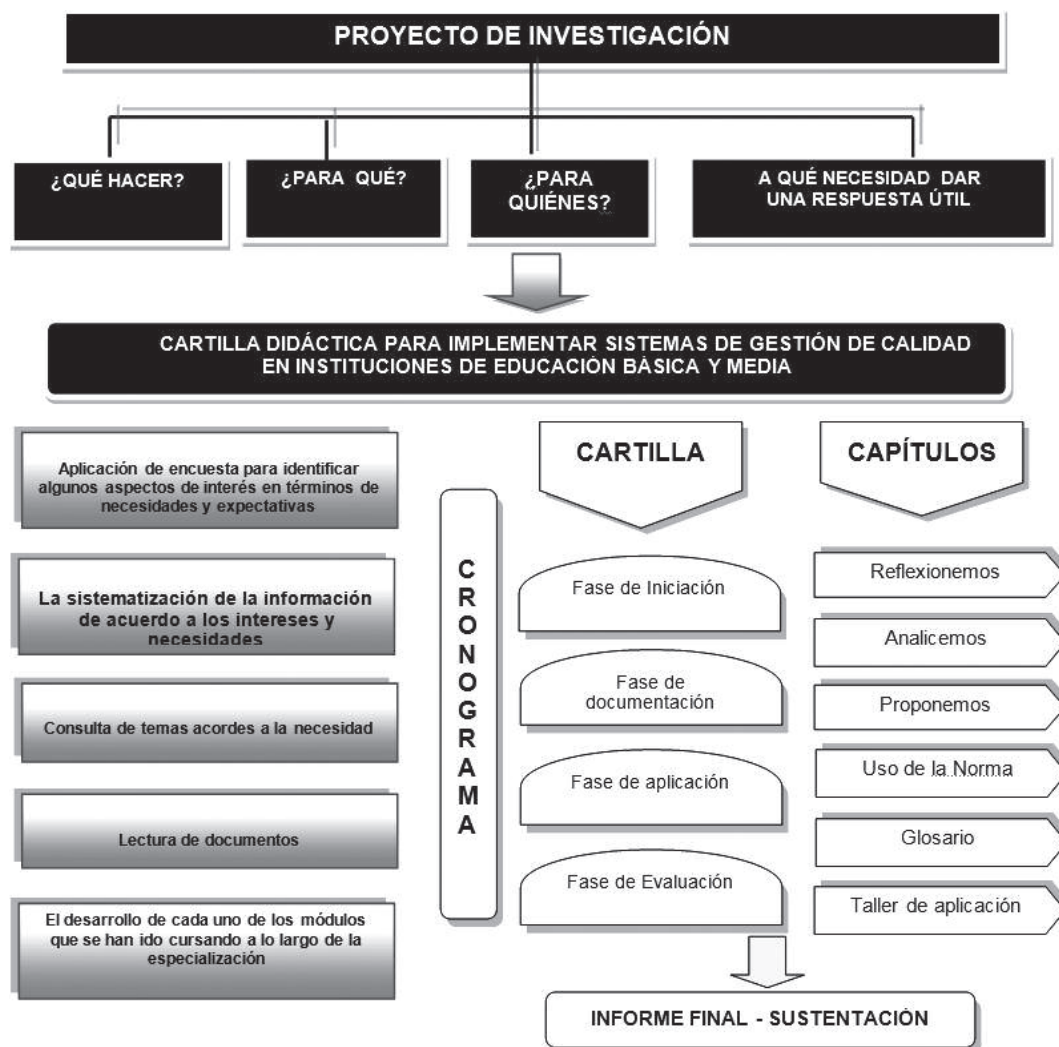 PROYECTO DE INVESTIGACIÓN
¿QUÉ HACER?
¿PARA QUÉ?
¿PARA
QUIÉNES?
A QUÉ NECESIDAD DAR
UNA RESPUESTA ÚTIL
CARTILLA DIDÁCTICA PARA IMPLEMENTAR SISTEMAS DE GESTIÓN DE CALIDAD
EN INSTITUCIONES DE EDUCACIÓN BÁSICA Y MEDIA
Aplicación de encuesta para identificar
algunos aspectos de interés en términos de
necesidades y expectativas
La sistematización de la información
de acuerdo a los intereses y
necesidades
Consulta de temas acordes a la necesidad
Lectura de documentos
El desarrollo de cada uno de los módulos
que se han ido cursando a lo largo de la
especialización
CRONOGRAMA
CARTILLA
Fase de Iniciación
Fase de
documentación
Fase de aplicación
Fase de Evaluación
CAPÍTULOS
Reflexionemos
Analicemos
Proponemos
Uso de la Norma
Glosario
Taller de aplicación
INFORME FINAL - SUSTENTACIÓN